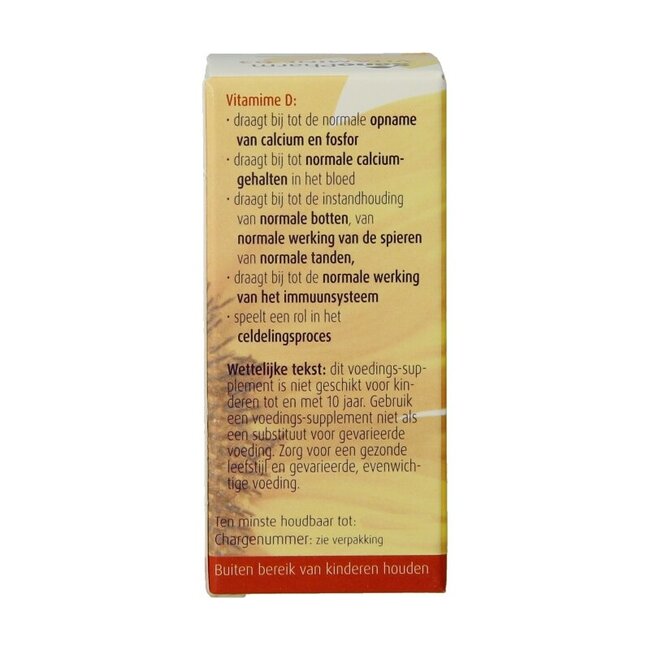 SanoPharm
Vitamime D:
· draagt bij tot de normale opname
van calcium en fosfor
· draagt bij tot normale calcium-
gehalten in het bloed
· draagt bij tot de instandhouding
van normale botten, van
normale werking van de spieren
van normale tanden,
· draagt bij tot de normale werking
van het immuunsysteem
· speelt een rol in het
celdelingsproces
Wettelijke tekst: dit voedings-sup-
plement is niet geschikt voor kin-
deren tot en met 10 jaar. Gebruik
een voedings-supplement niet als
een substituut voor gevarieerde
voeding. Zorg voor een gezonde
leefstijl en gevarieerde, evenwich-
tige voeding.
Ten minste houdbaar tot:
Chargenummer: zie verpakking
Buiten bereik van kinderen houden